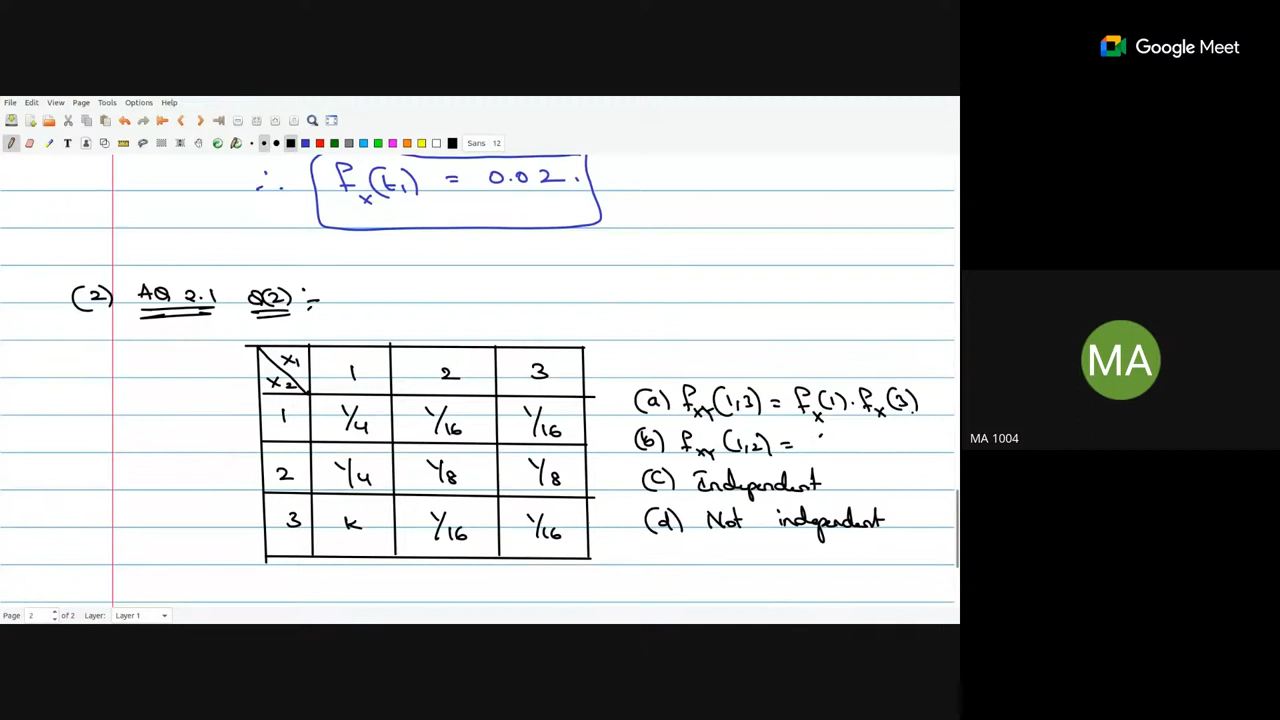 Google Meet
File Edit View Page Tools Options Help
Sans 12
∴ f_x(t₁) = 0.02.
(2) AQ 2.1 Q(2) :-
X₁ 1 2 3
X₂
1 1/4 1/16 1/16
(a) f_XY(1,3) = f_X(1) · f_X(3)
MA
MA 1004
(b) f_XY(1,2) =
2 1/4 1/8 1/8
(c) Independent
3 k 1/16 1/16
(d) Not independent
Page 2 of 2 Layer: Layer 1